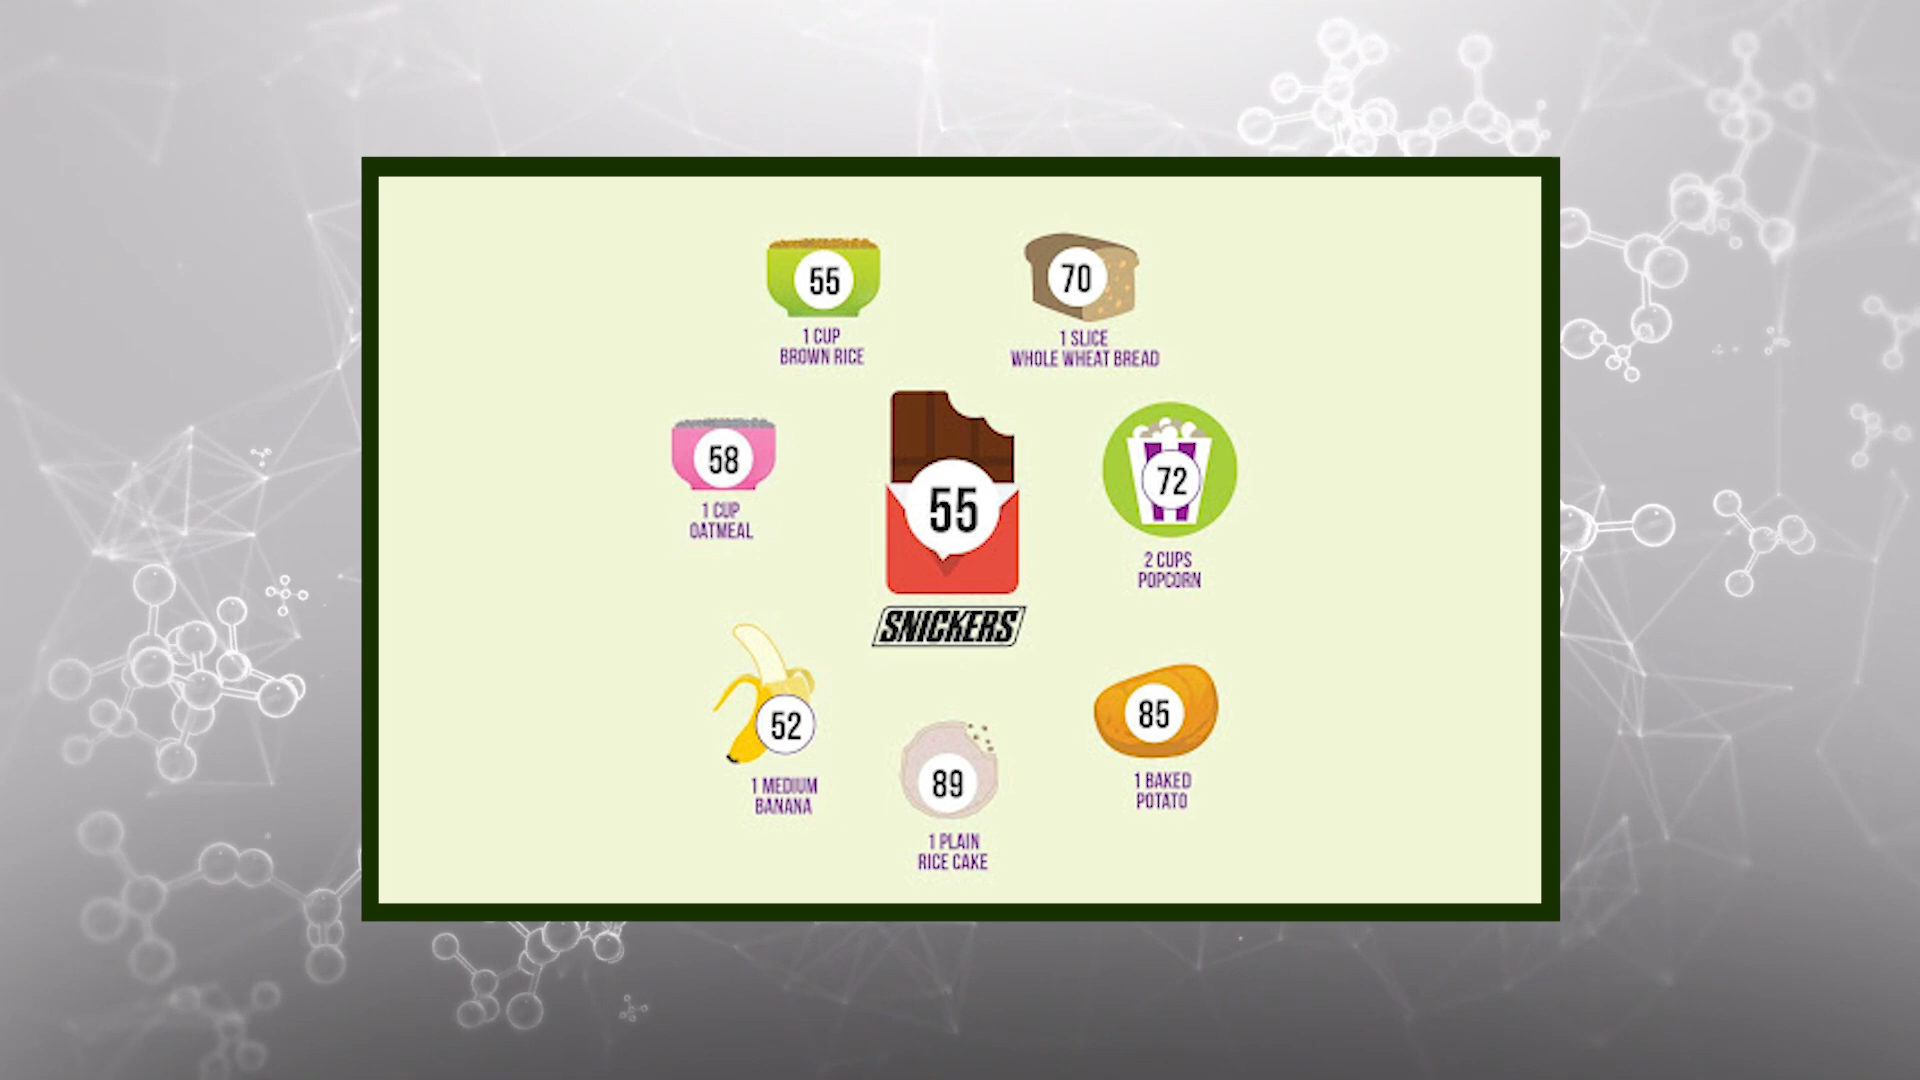 55
1 CUP
BROWN RICE
70
1 SLICE
WHOLE WHEAT BREAD
58
1 CUP
OATMEAL
55
SNICKERS
72
2 CUPS
POPCORN
52
1 MEDIUM
BANANA
89
1 PLAIN
RICE CAKE
85
1 BAKED
POTATO